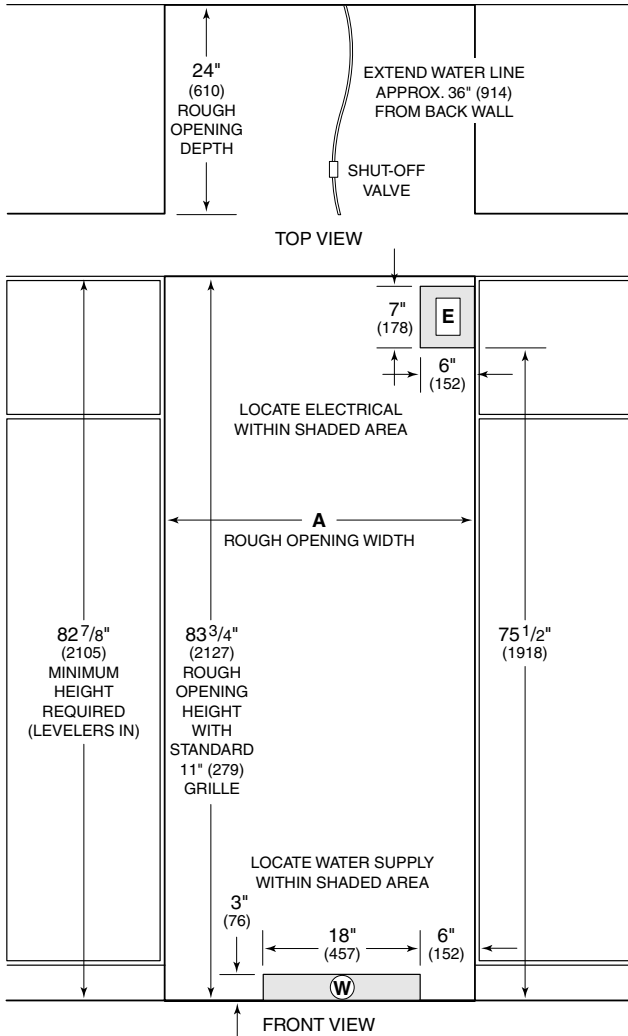 24"
(610)
ROUGH
OPENING
DEPTH
EXTEND WATER LINE
APPROX. 36" (914)
FROM BACK WALL
SHUT-OFF
VALVE
TOP VIEW
7"
(178)
E
6"
(152)
LOCATE ELECTRICAL
WITHIN SHADED AREA
A
ROUGH OPENING WIDTH
82 7/8"
(2105)
MINIMUM
HEIGHT
REQUIRED
(LEVELERS IN)
83 3/4"
(2127)
ROUGH
OPENING
HEIGHT
WITH
STANDARD
11" (279)
GRILLE
75 1/2"
(1918)
LOCATE WATER SUPPLY
WITHIN SHADED AREA
3"
(76)
18"
(457)
6"
(152)
W
FRONT VIEW